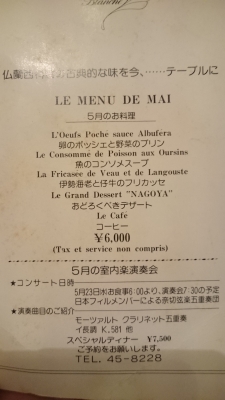 Blanche
仏蘭西 の古典的な味を今、……テーブルに
LE MENU DE MAI
5月のお料理
L'Oeufs Poche sauce Albufera
卵のポッシェと野菜のプリン
Le Consommé de Poisson aux Oursins
魚のコンソメスープ
La Fricasee de Veau et de Langouste
伊勢海老と仔牛のフリカッセ
Le Grand Dessert "NAGOYA"
おどろくべきデザート
Le Café
コーヒー
¥6,000
(Tax et service non compris)
5月の室内楽演奏会
★コンサート日時
5月23日㈬お食事6:00より、演奏会7:30の予定
日本フィルメンバーによる 弦五重奏団
★演奏曲目のご紹介
モーツァルト クラリネット五重奏
イ長調 K.581 他
スペシャルディナー ¥7,500
ご予約をお願いします。
TEL. 45-8228